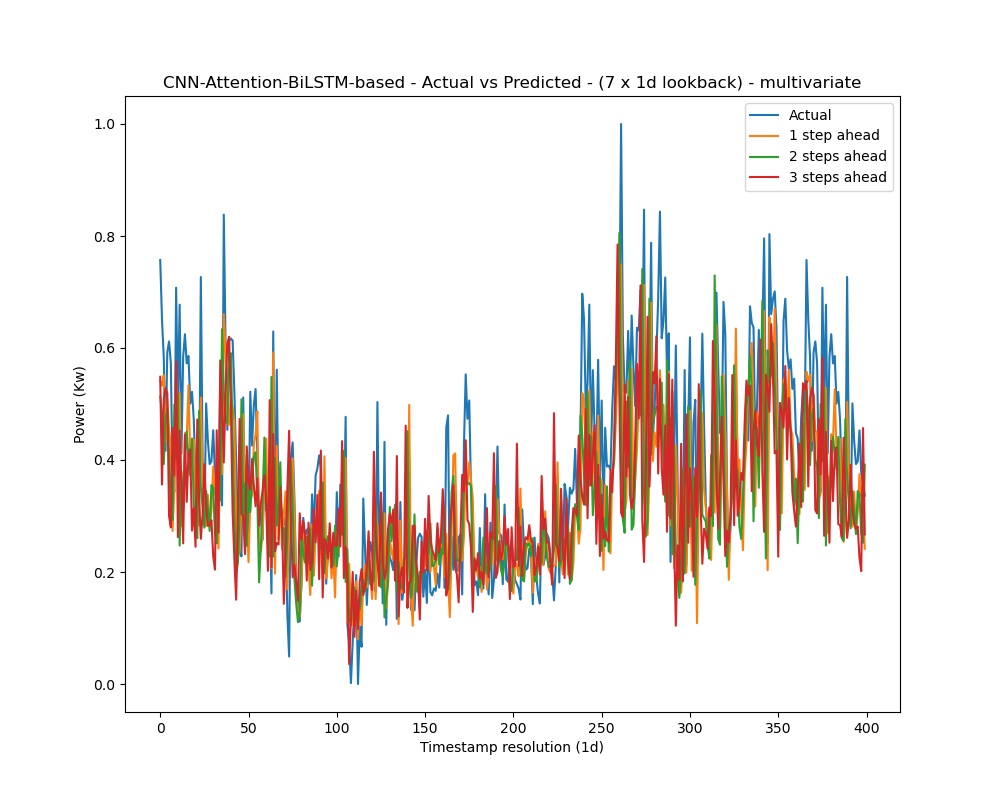 CNN-Attention-BiLSTM-based - Actual vs Predicted - (7 x 1d lookback) - multivariate
Actual
1 step ahead
2 steps ahead
3 steps ahead
1.0
0.8
0.6
0.4
0.2
0.0
Power (Kw)
0 50 100 150 200 250 300 350 400
Timestamp resolution (1d)